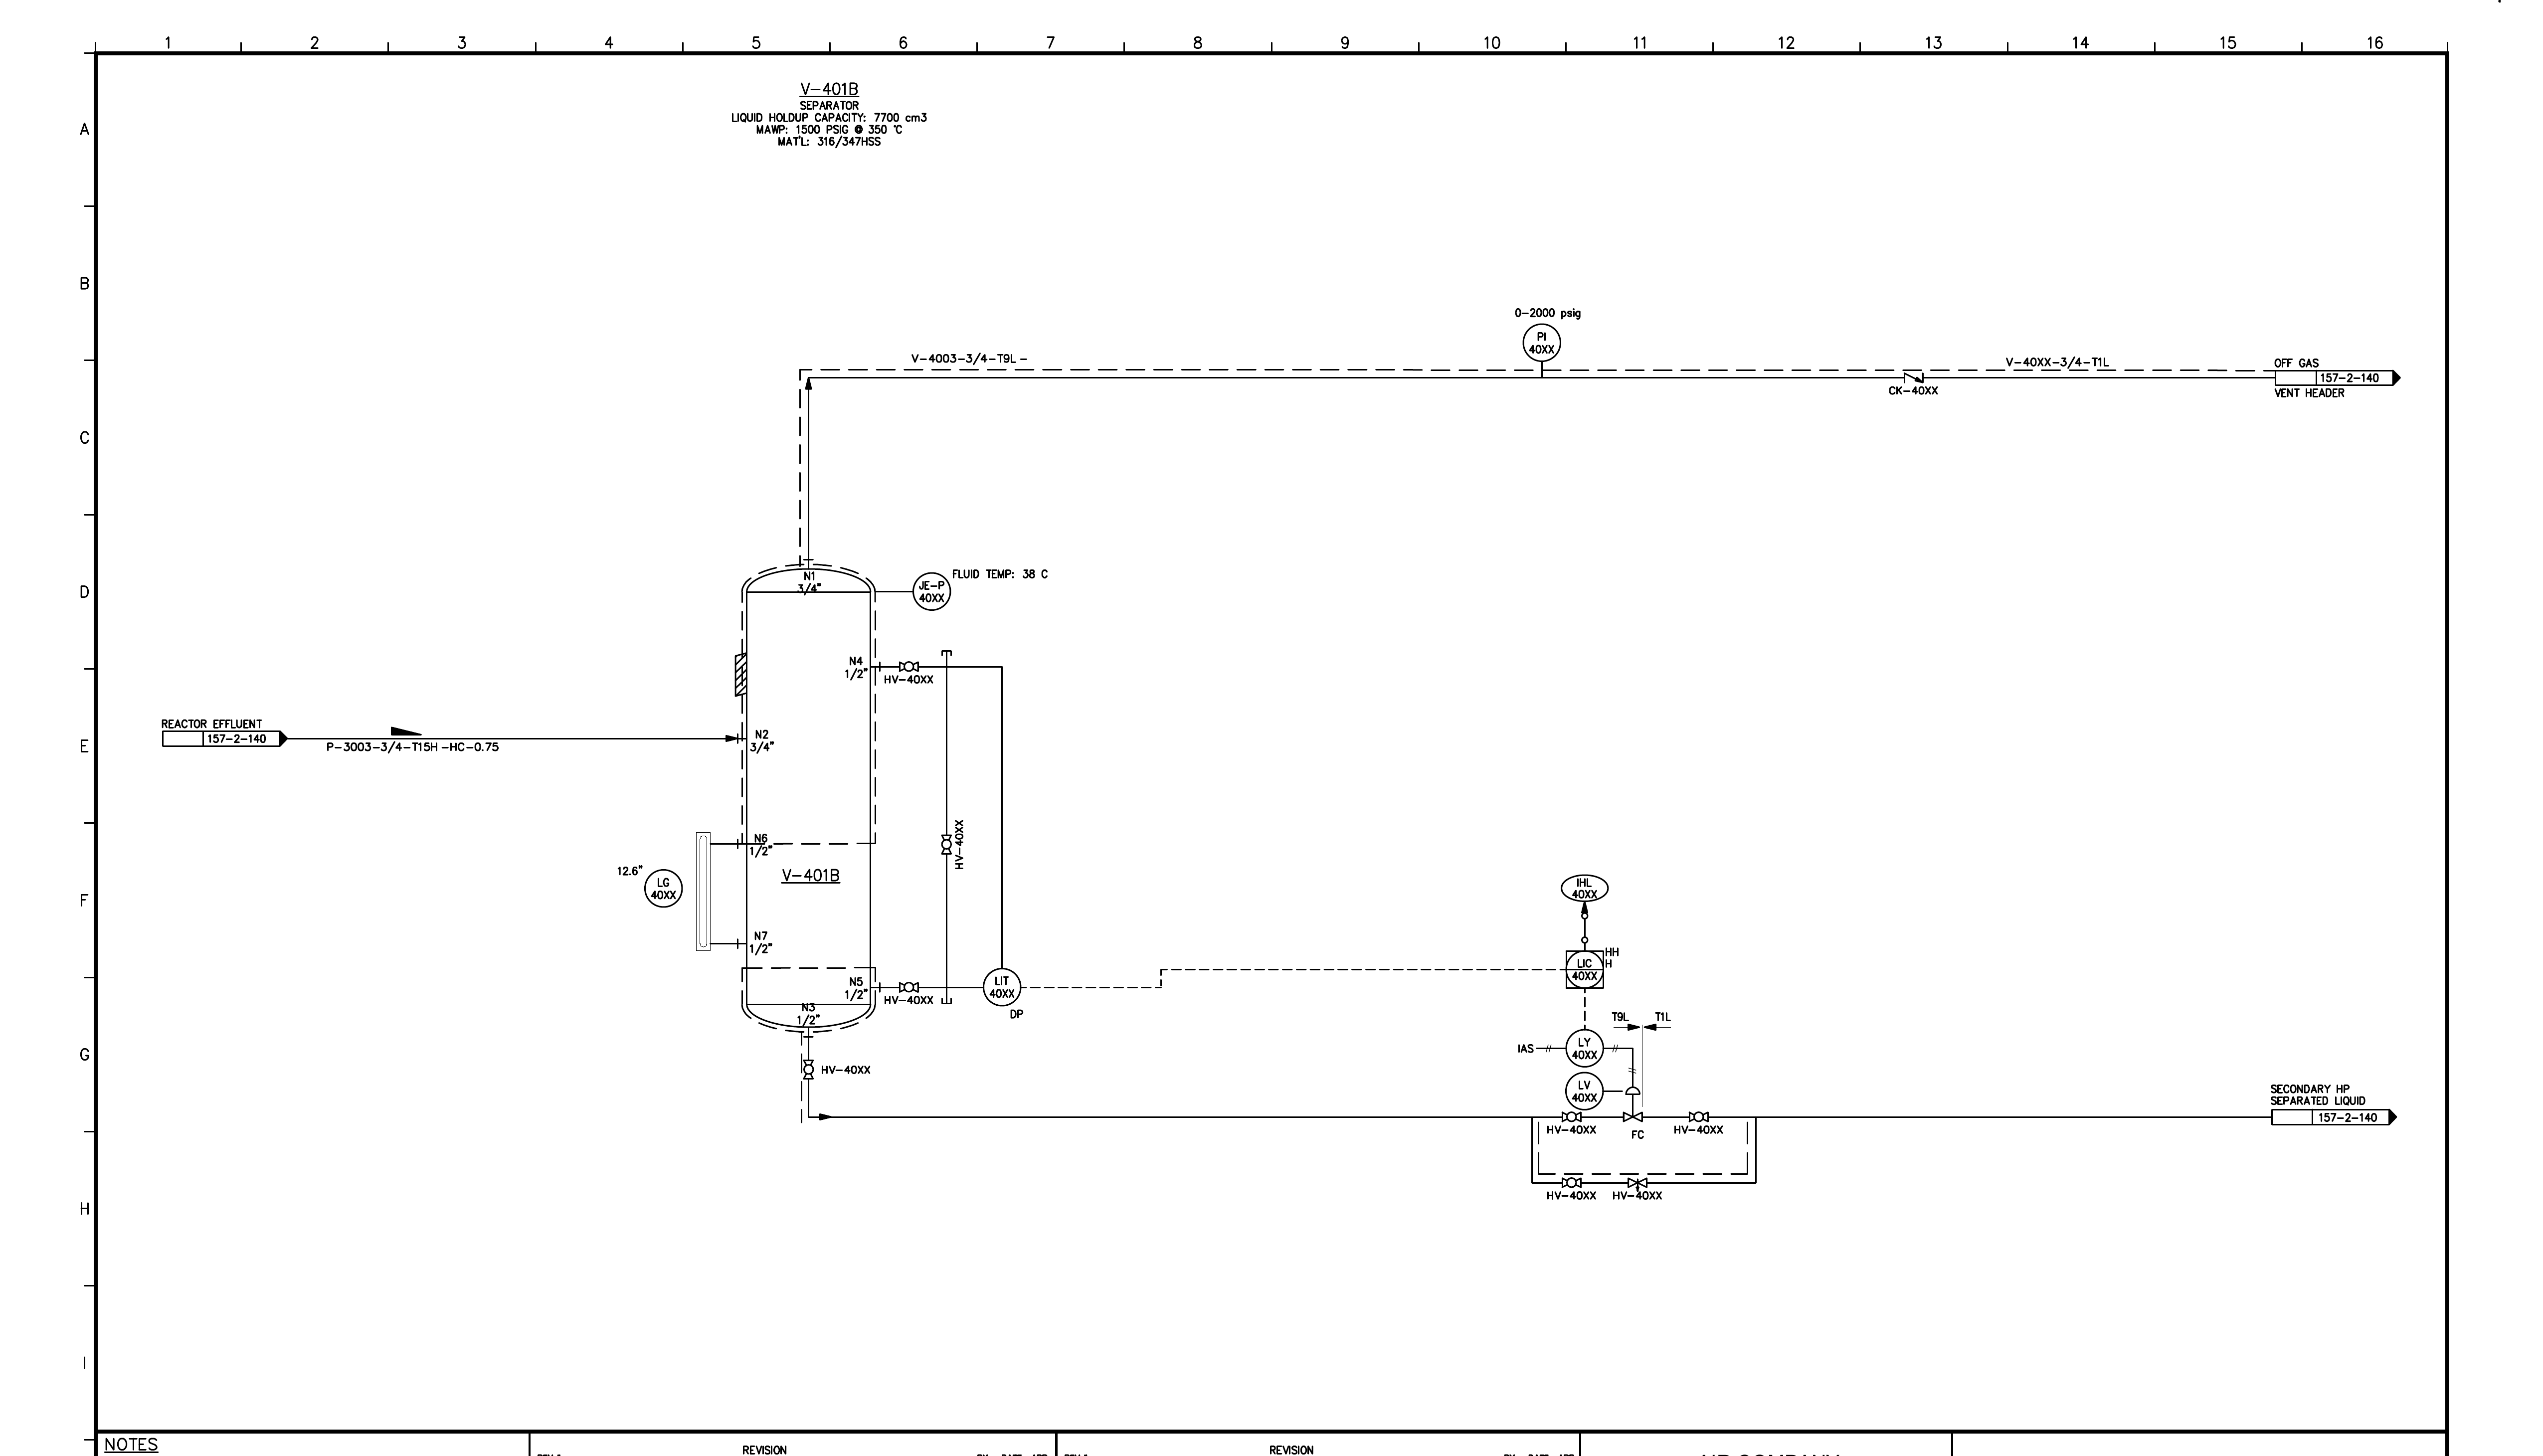 1 2 3 4 5 6 7 8 9 10 11 12 13 14 15 16
A
B
C
D
E
F
G
H
I
V-401B
SEPARATOR
LIQUID HOLDUP CAPACITY: 7700 cm3
MAWP: 1500 PSIG @ 350 °C
MAT'L: 316/347HSS
0-2000 psig
PI
40XX
V-4003-3/4-T9L -
CK-40XX
V-40XX-3/4-T1L
OFF GAS
157-2-140
VENT HEADER
N1
3/4"
JE-P
40XX
FLUID TEMP: 38 C
N4
1/2"
HV-40XX
REACTOR EFFLUENT
157-2-140
P-3003-3/4-T15H -HC-0.75
N2
3/4"
HV-40XX
N6
1/2"
12.6"
LG
40XX
V-401B
N7
1/2"
N5
1/2"
HV-40XX
LIT
40XX
DP
N3
1/2"
HV-40XX
IHL
40XX
LIC
40XX
HH
H
T9L T1L
IAS
LY
40XX
LV
40XX
HV-40XX
FC
HV-40XX
HV-40XX
HV-40XX
SECONDARY HP
SEPARATED LIQUID
157-2-140
NOTES
REVISION
REVISION